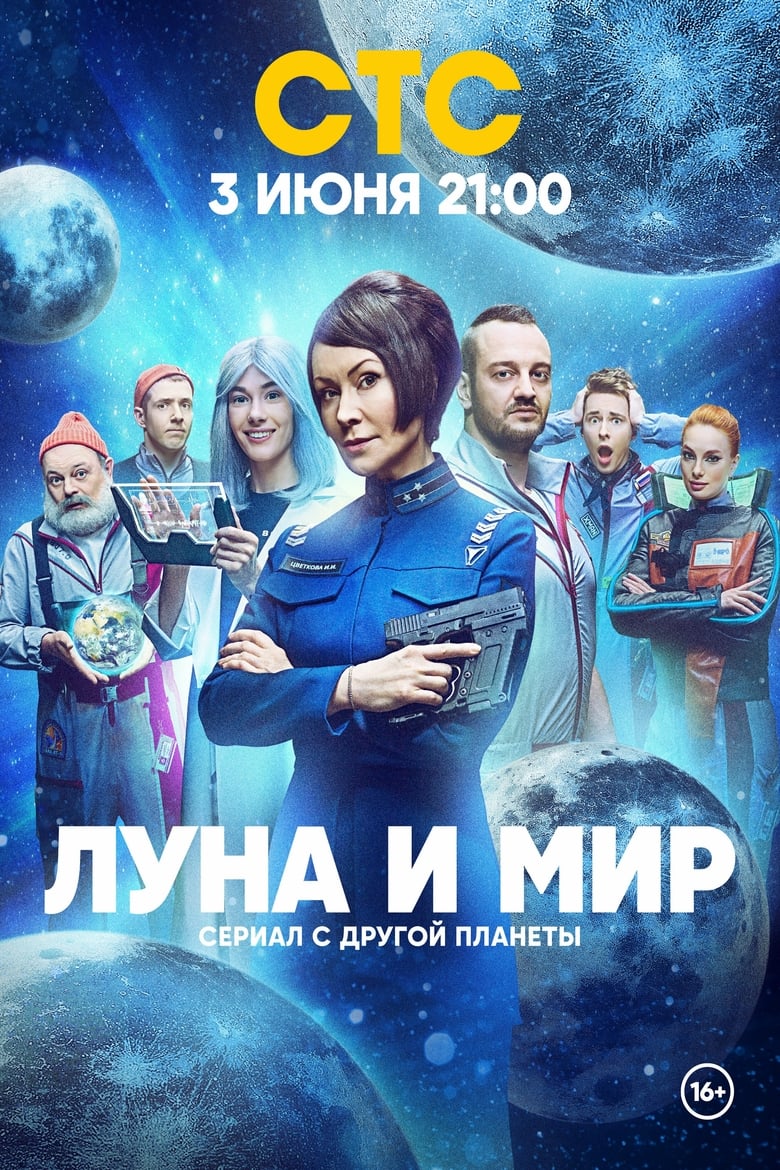 СТС
3 ИЮНЯ 21:00
ЦВЕТКОВА И.И.
ЛУНА И МИР
СЕРИАЛ С ДРУГОЙ ПЛАНЕТЫ
16+